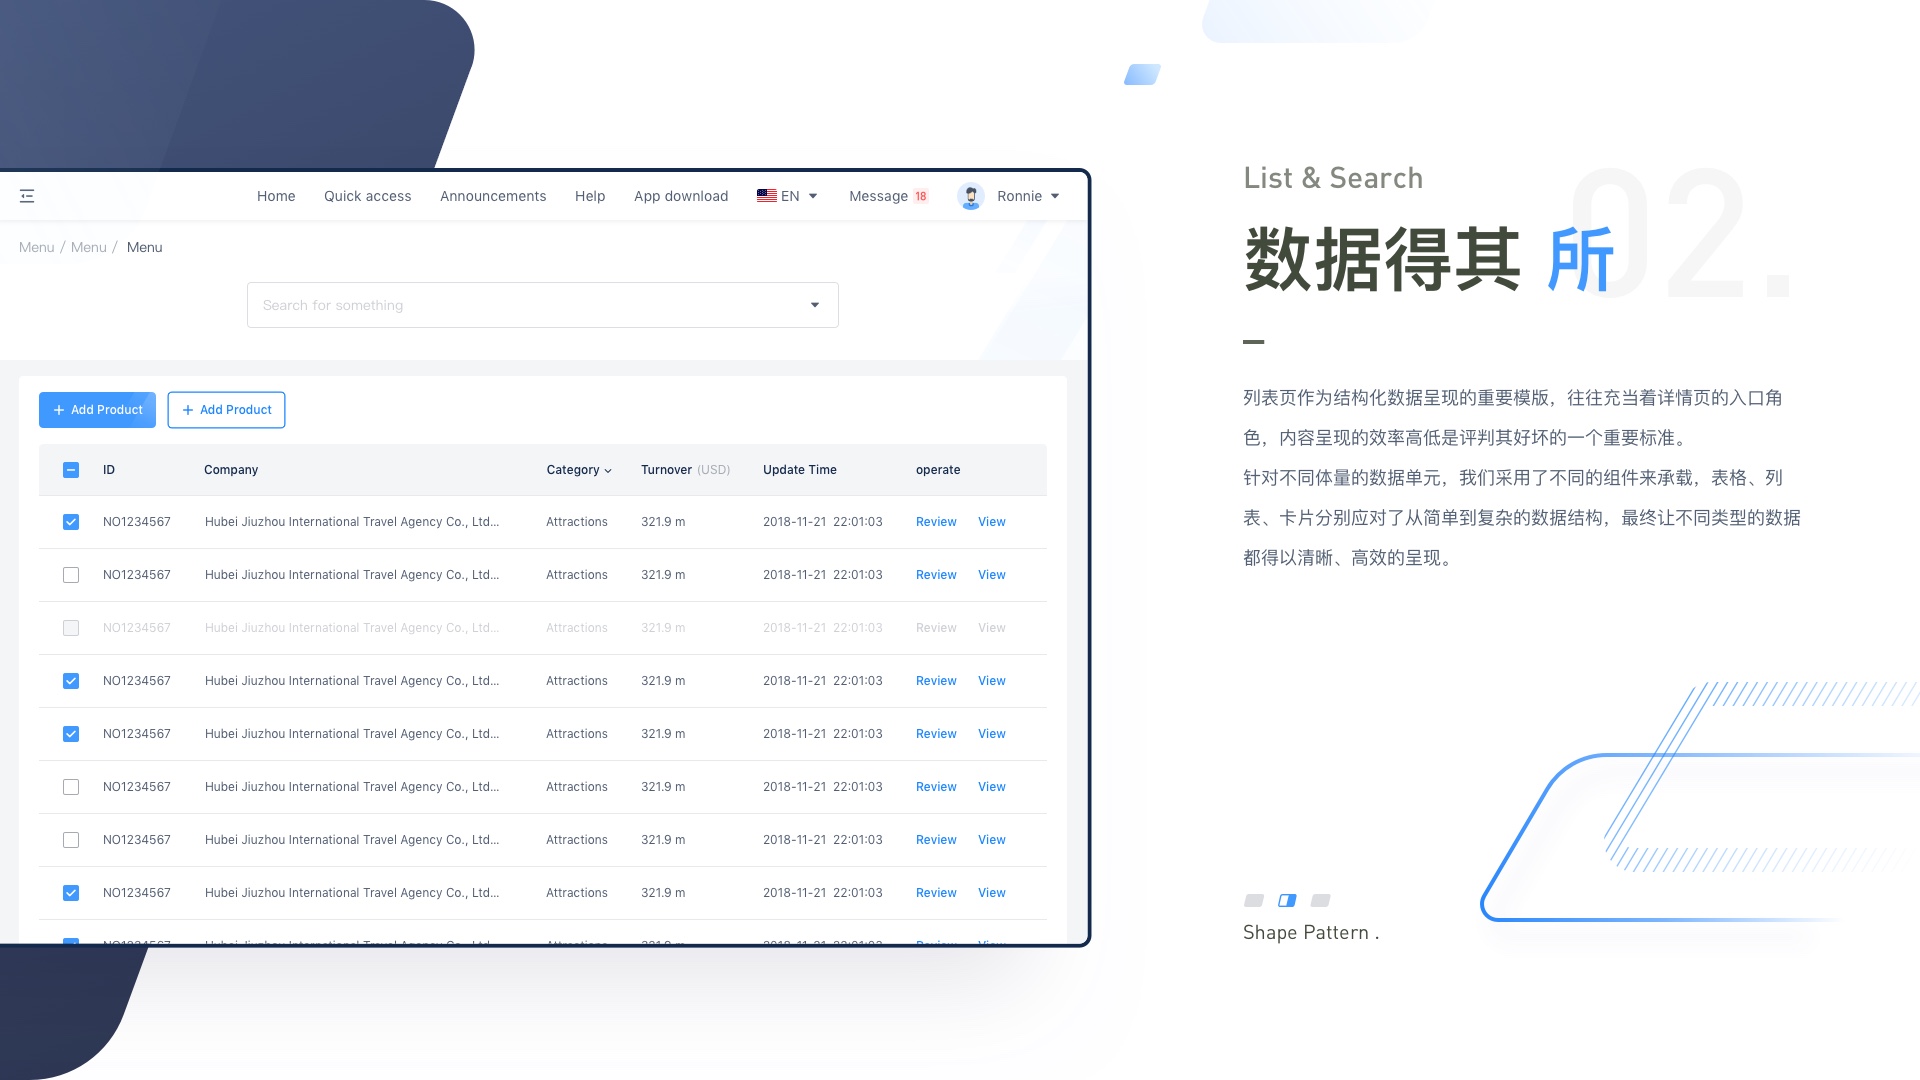 Home Quick access Announcements Help App download EN Message 18 Ronnie
Menu / Menu / Menu
Search for something
+ Add Product + Add Product
ID Company Category Turnover (USD) Update Time operate
NO1234567 Hubei Jiuzhou International Travel Agency Co., Ltd... Attractions 321.9 m 2018-11-21 22:01:03 Review View
NO1234567 Hubei Jiuzhou International Travel Agency Co., Ltd... Attractions 321.9 m 2018-11-21 22:01:03 Review View
NO1234567 Hubei Jiuzhou International Travel Agency Co., Ltd... Attractions 321.9 m 2018-11-21 22:01:03 Review View
NO1234567 Hubei Jiuzhou International Travel Agency Co., Ltd... Attractions 321.9 m 2018-11-21 22:01:03 Review View
NO1234567 Hubei Jiuzhou International Travel Agency Co., Ltd... Attractions 321.9 m 2018-11-21 22:01:03 Review View
NO1234567 Hubei Jiuzhou International Travel Agency Co., Ltd... Attractions 321.9 m 2018-11-21 22:01:03 Review View
NO1234567 Hubei Jiuzhou International Travel Agency Co., Ltd... Attractions 321.9 m 2018-11-21 22:01:03 Review View
NO1234567 Hubei Jiuzhou International Travel Agency Co., Ltd... Attractions 321.9 m 2018-11-21 22:01:03 Review View
List & Search
02.
数据得其 所
列表页作为结构化数据呈现的重要模版，往往充当着详情页的入口角
色，内容呈现的效率高低是评判其好坏的一个重要标准。
针对不同体量的数据单元，我们采用了不同的组件来承载，表格、列
表、卡片分别应对了从简单到复杂的数据结构，最终让不同类型的数据
都得以清晰、高效的呈现。
Shape Pattern .